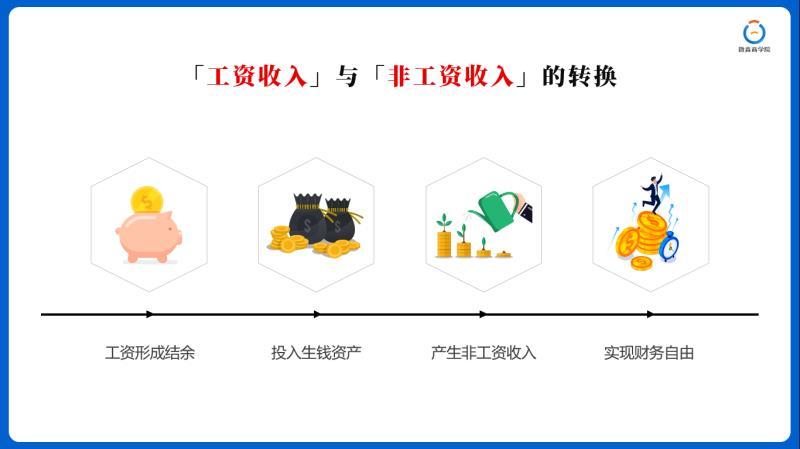 「工资收入」与「非工资收入」的转换
工资形成结余
投入生钱资产
产生非工资收入
实现财务自由